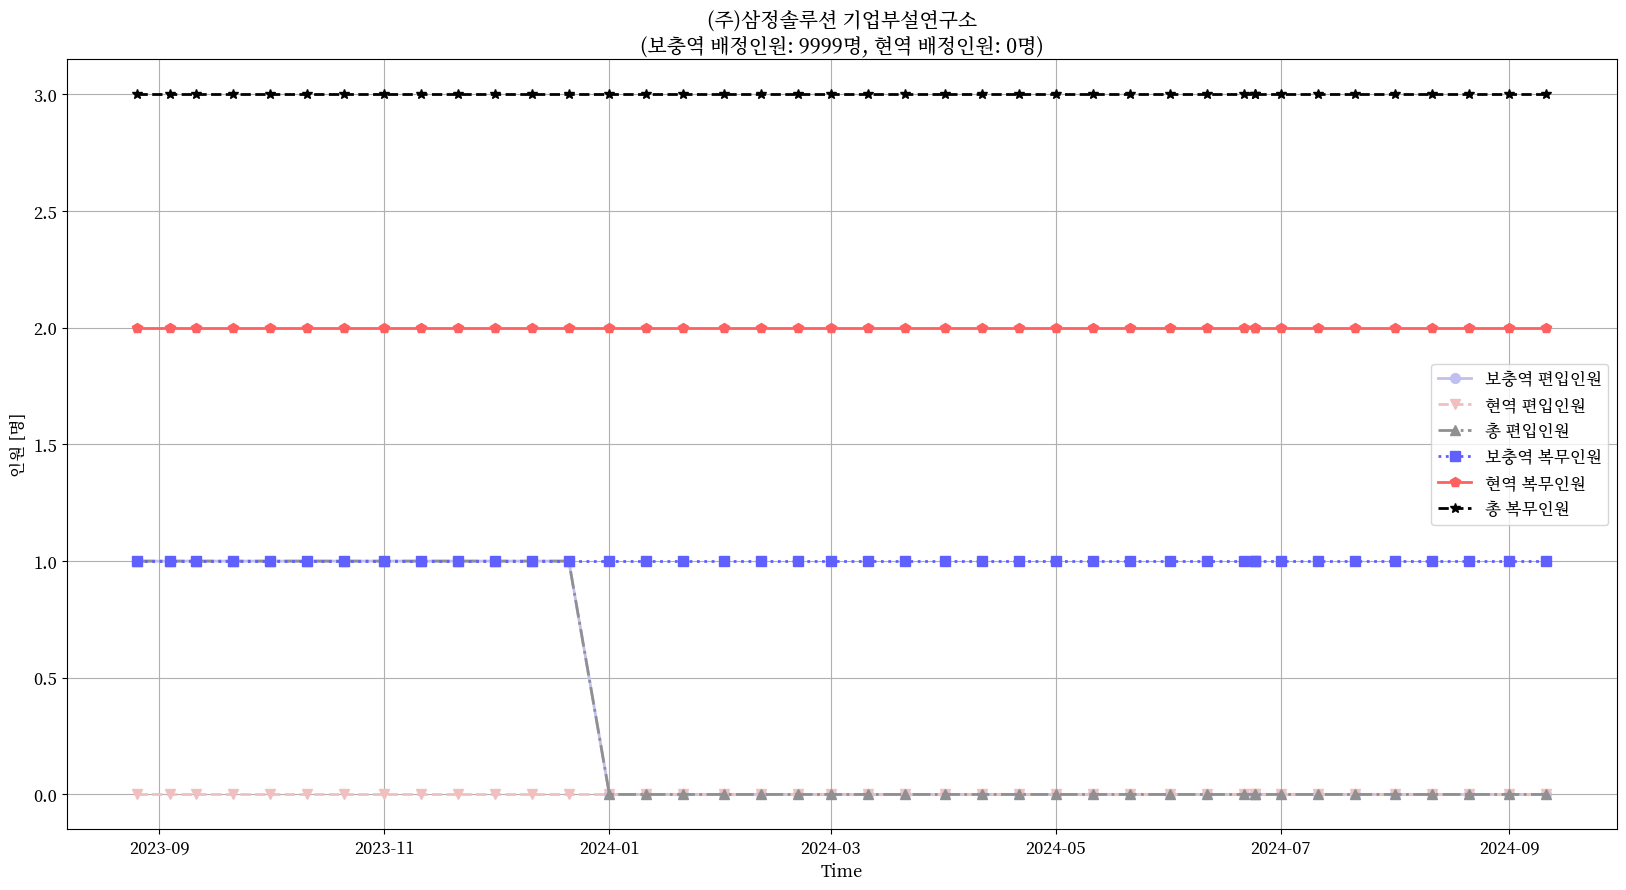 (주)삼정솔루션 기업부설연구소
(보충역 배정인원: 9999명, 현역 배정인원: 0명)
3.0
2.5
2.0
1.5
1.0
0.5
0.0
인원 [명]
보충역 편입인원
현역 편입인원
총 편입인원
보충역 복무인원
현역 복무인원
총 복무인원
2023-09
2023-11
2024-01
2024-03
2024-05
2024-07
2024-09
Time